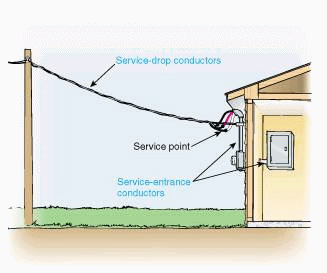 Service-drop conductors
Service point
Service-entrance
conductors